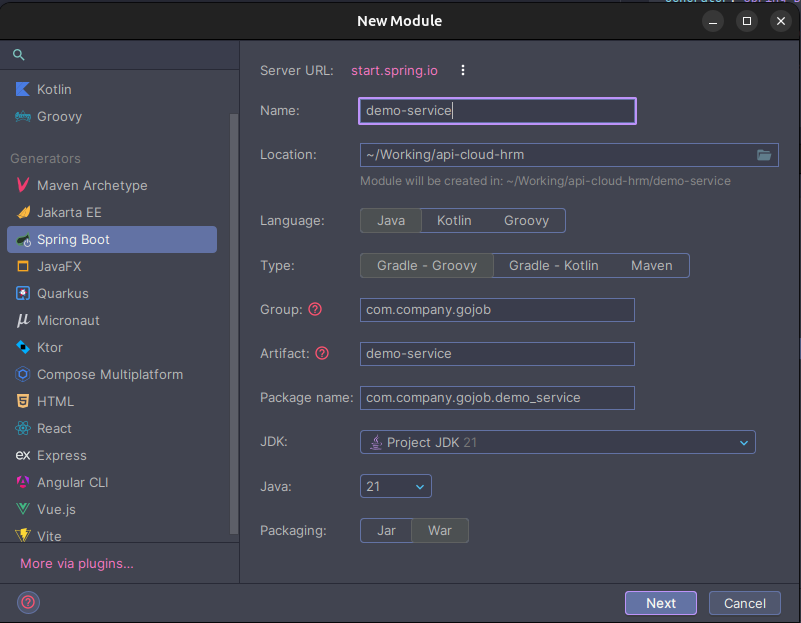 generator: Spring B
New Module
Server URL: start.spring.io
Kotlin
Groovy
Name: demo-service
Generators
Location: ~/Working/api-cloud-hrm
Module will be created in: ~/Working/api-cloud-hrm/demo-service
Maven Archetype
Jakarta EE
Language: Java Kotlin Groovy
Spring Boot
JavaFX
Type: Gradle - Groovy Gradle - Kotlin Maven
Quarkus
Micronaut
Group: ? com.company.gojob
Ktor
Artifact: ? demo-service
Compose Multiplatform
HTML
Package name: com.company.gojob.demo_service
React
JDK: Project JDK 21
Express
Angular CLI
Java: 21
Vue.js
Vite
Packaging: Jar War
More via plugins...
? Next Cancel